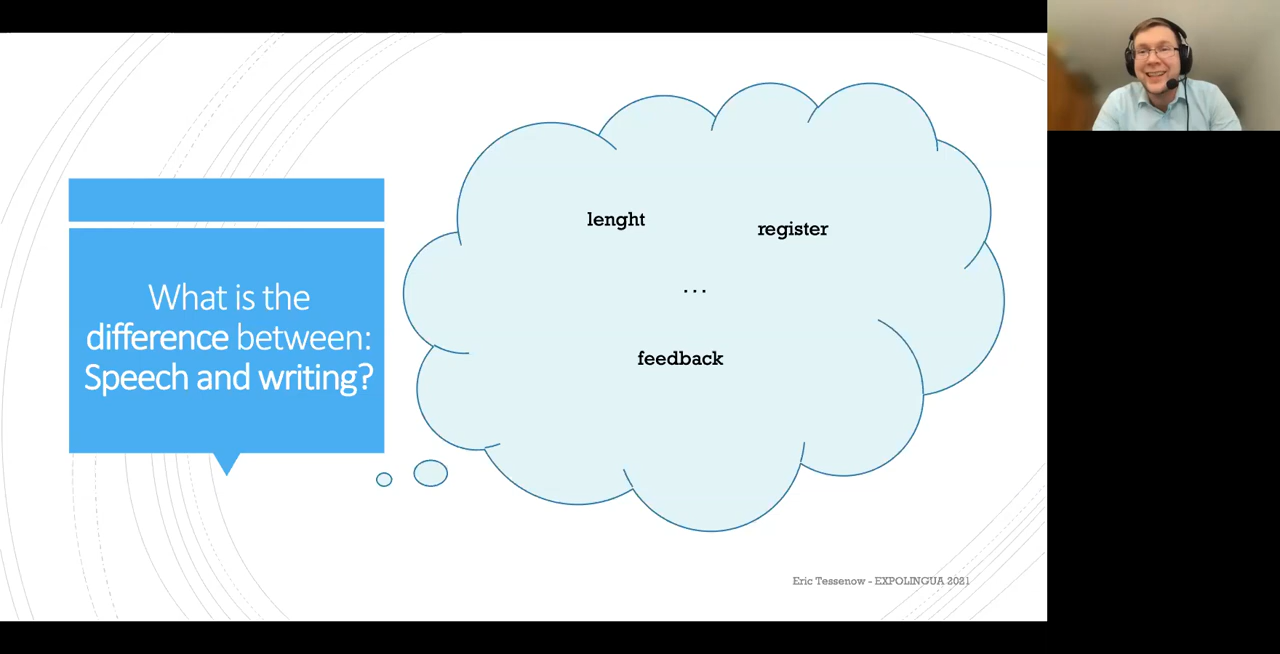 What is the
difference between:
Speech and writing?
lenght
register
...
feedback
Eric Tessenow - EXPOLINGUA 2021